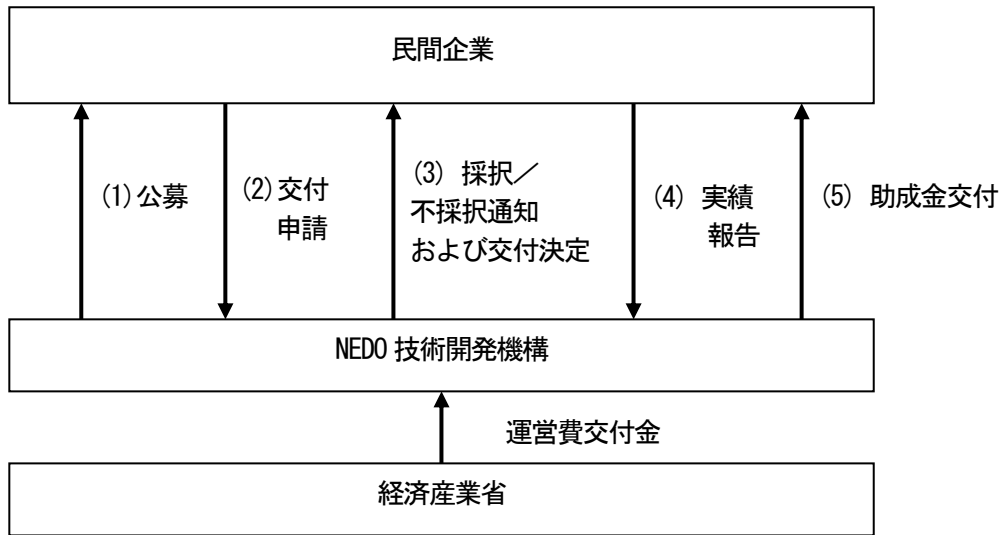 民間企業
(1)公募
(2)交付
申請
(3) 採択／
不採択通知
および交付決定
(4) 実績
報告
(5) 助成金交付
NEDO 技術開発機構
運営費交付金
経済産業省